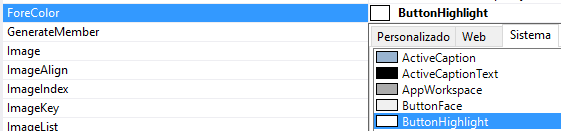 ForeColor ButtonHighlight
GenerateMember
Image
ImageAlign
ImageIndex
ImageKey
ImageList
Personalizado Web Sistema
ActiveCaption
ActiveCaptionText
AppWorkspace
ButtonFace
ButtonHighlight